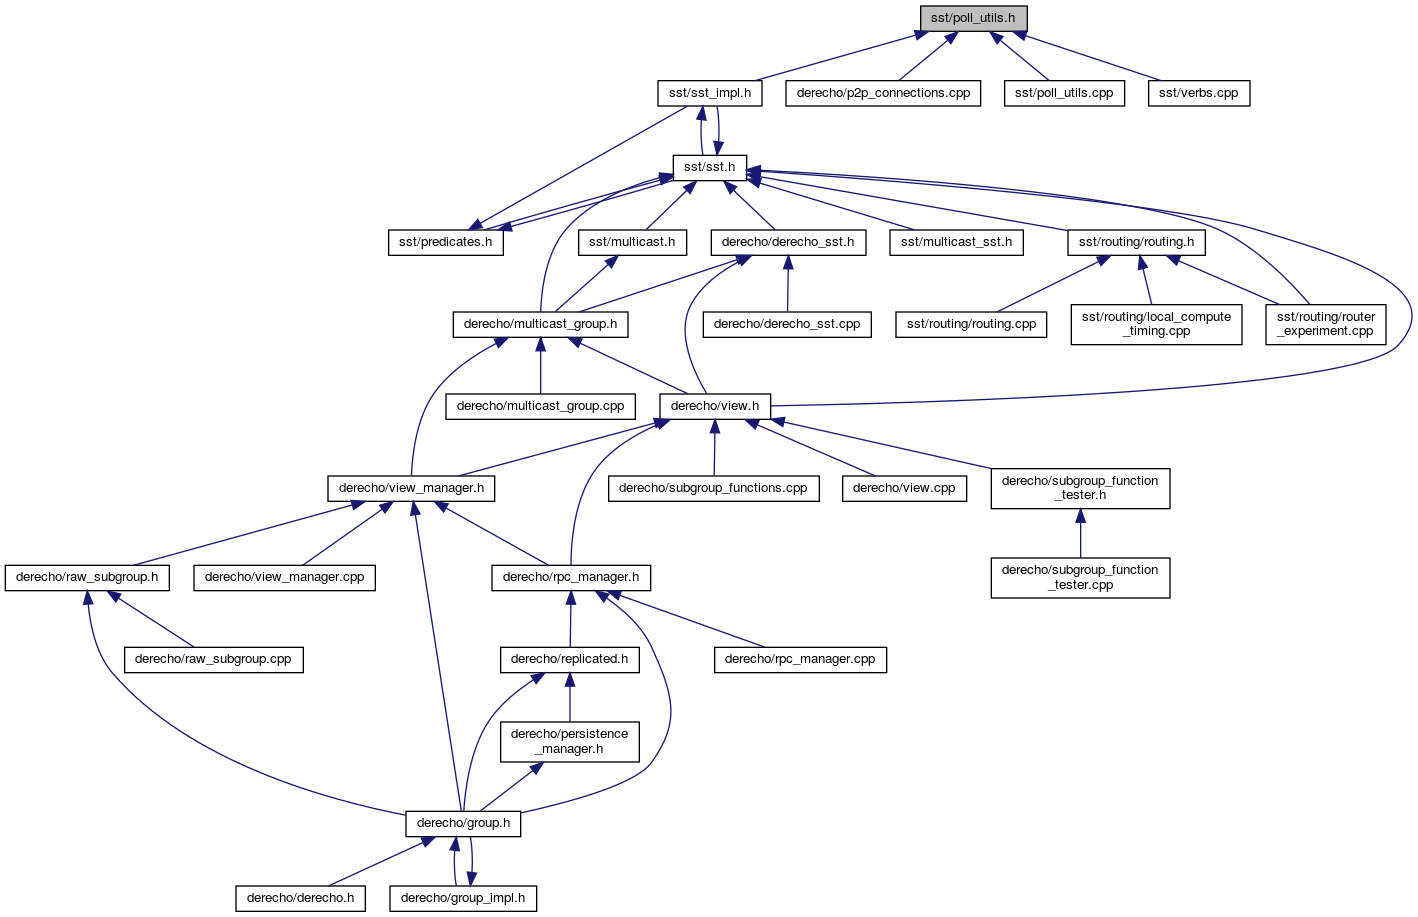 sst/poll_utils.h
sst/sst_impl.h
derecho/p2p_connections.cpp
sst/poll_utils.cpp
sst/verbs.cpp
sst/sst.h
sst/predicates.h
sst/multicast.h
derecho/derecho_sst.h
sst/multicast_sst.h
sst/routing/routing.h
derecho/multicast_group.h
derecho/derecho_sst.cpp
sst/routing/routing.cpp
sst/routing/local_compute
_timing.cpp
sst/routing/router
_experiment.cpp
derecho/multicast_group.cpp
derecho/view.h
derecho/view_manager.h
derecho/subgroup_functions.cpp
derecho/view.cpp
derecho/subgroup_function
_tester.h
derecho/raw_subgroup.h
derecho/view_manager.cpp
derecho/rpc_manager.h
derecho/subgroup_function
_tester.cpp
derecho/raw_subgroup.cpp
derecho/replicated.h
derecho/rpc_manager.cpp
derecho/persistence
_manager.h
derecho/group.h
derecho/derecho.h
derecho/group_impl.h